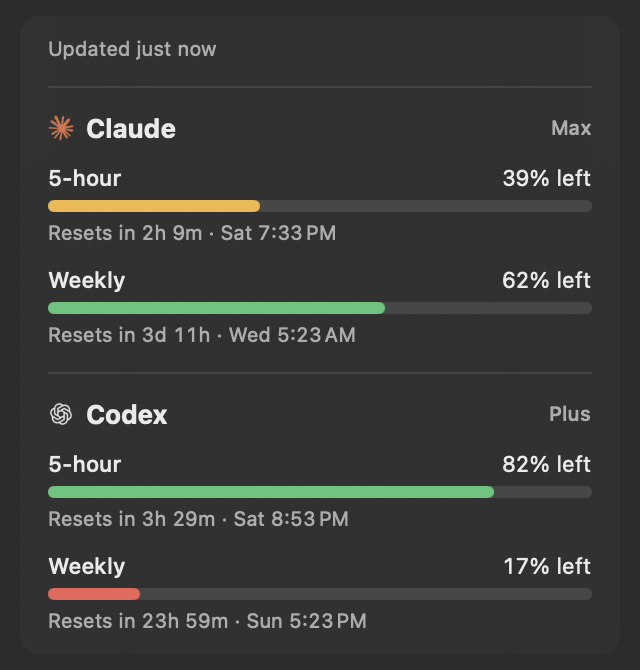 Updated just now
Claude
Max
5-hour
39% left
Resets in 2h 9m · Sat 7:33 PM
Weekly
62% left
Resets in 3d 11h · Wed 5:23 AM
Codex
Plus
5-hour
82% left
Resets in 3h 29m · Sat 8:53 PM
Weekly
17% left
Resets in 23h 59m · Sun 5:23 PM